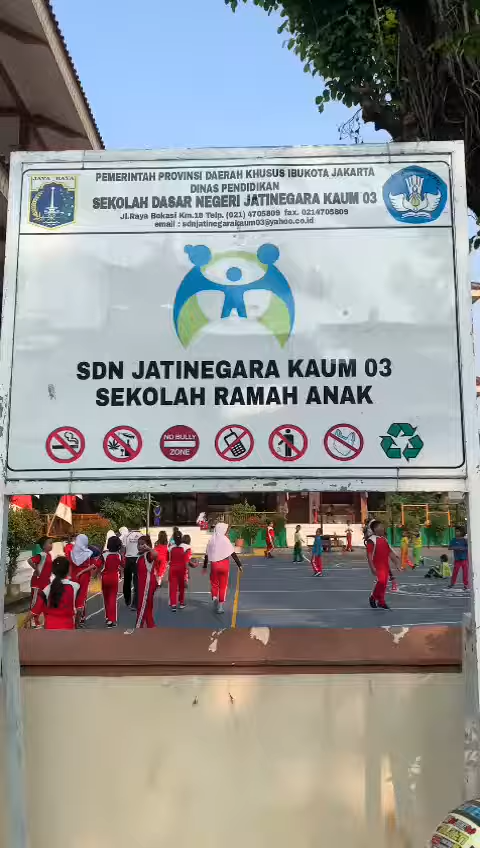 JAYA RAYA
PEMERINTAH PROVINSI DAERAH KHUSUS IBUKOTA JAKARTA
DINAS PENDIDIKAN
SEKOLAH DASAR NEGERI JATINEGARA KAUM 03
Jl.Raya Bekasi Km.18 Telp. (021) 4705809 fax. 0214705809
email : sdnjatinegarakaum03@yahoo.co.id
SDN JATINEGARA KAUM 03
SEKOLAH RAMAH ANAK
NO BULLY
ZONE